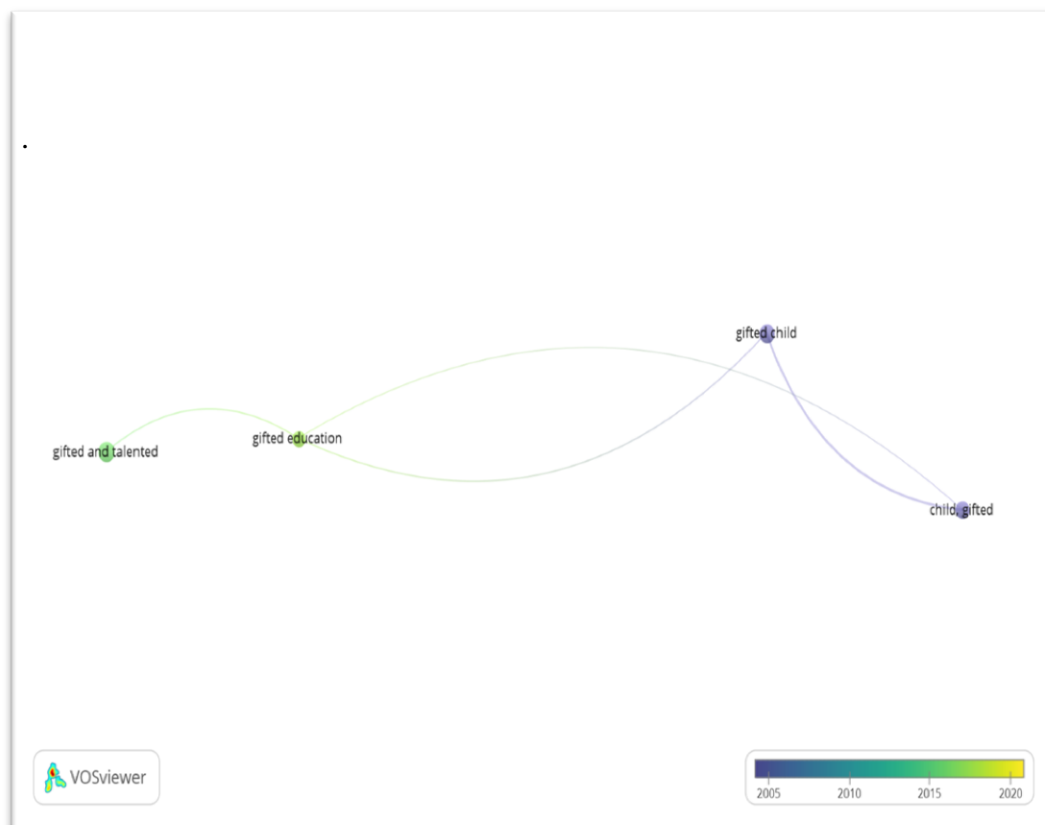 gifted child
gifted education
gifted and talented
child, gifted
VOSviewer
2005
2010
2015
2020